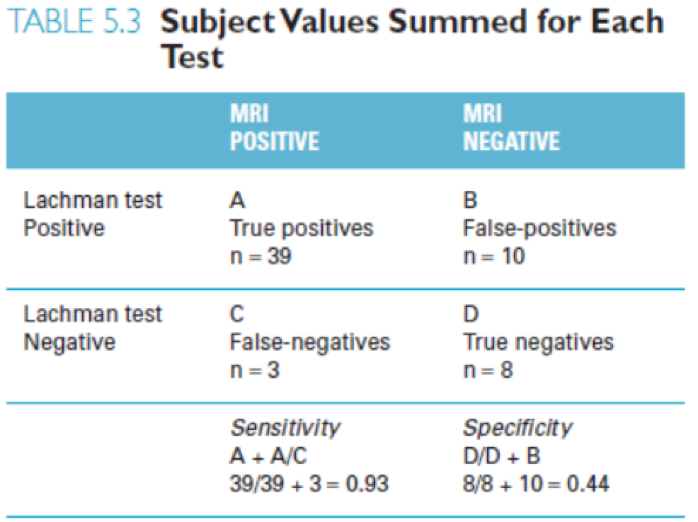 TABLE 5.3 Subject Values Summed for Each
Test
MRI
POSITIVE
MRI
NEGATIVE
Lachman test
Positive
A
True positives
n = 39
B
False-positives
n = 10
Lachman test
Negative
C
False-negatives
n = 3
D
True negatives
n = 8
Sensitivity
A + A/C
39/39 + 3 = 0.93
Specificity
D/D + B
8/8 + 10 = 0.44